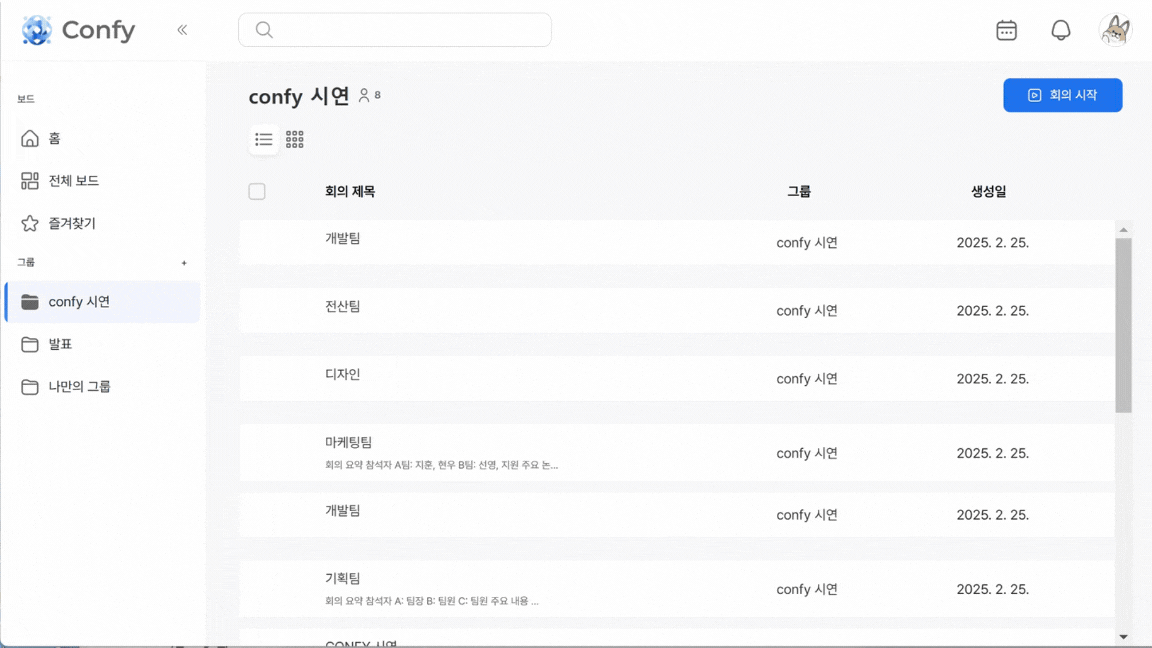 Confy
보드
홈
전체 보드
즐겨찾기
그룹 +
confy 시연
발표
나만의 그룹
confy 시연 8
회의 시작
회의 제목 그룹 생성일
개발팀 confy 시연 2025. 2. 25.
전산팀 confy 시연 2025. 2. 25.
디자인 confy 시연 2025. 2. 25.
마케팅팀 confy 시연 2025. 2. 25.
회의 요약 참석자 A팀: 지훈, 현우 B팀: 선영, 지원 주요 논...
개발팀 confy 시연 2025. 2. 25.
기획팀 confy 시연 2025. 2. 25.
회의 요약 참석자 A: 팀장 B: 팀원 C: 팀원 주요 내용 ...
CONFY 시연